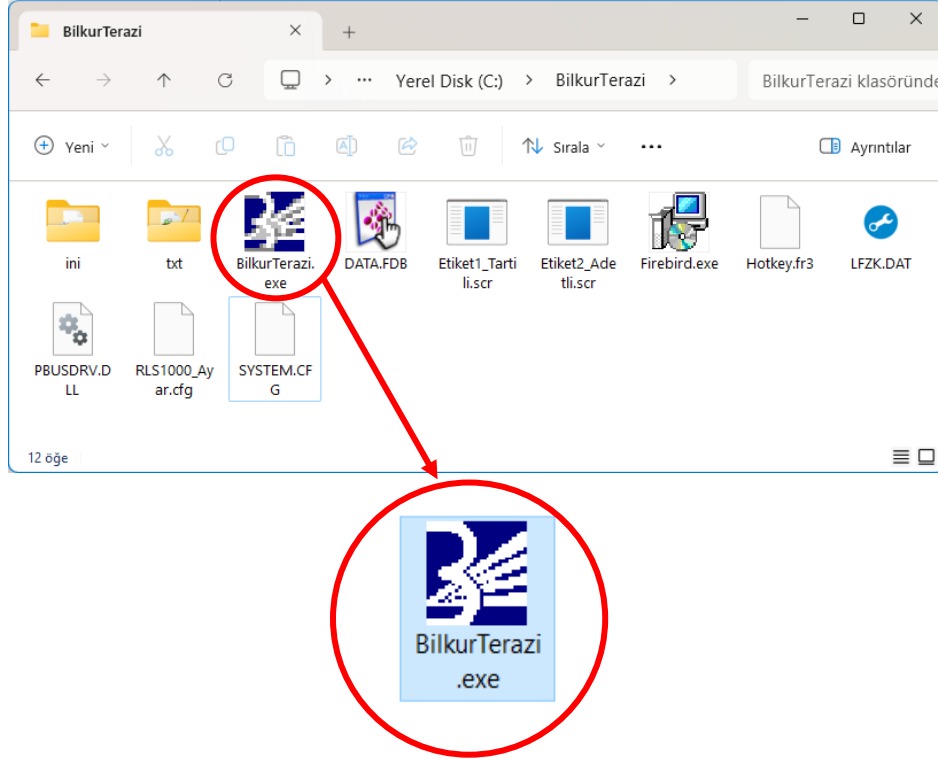 BilkurTerazi
Yerel Disk (C:) BilkurTerazi BilkurTerazi klasöründe
Yeni Sırala Ayrıntılar
ini txt BilkurTerazi. DATA.FDB Etiket1_Tarti Etiket2_Ade Firebird.exe Hotkey.fr3 LFZK.DAT
exe li.scr tli.scr
PBUSDRV.D RLS1000_Ay SYSTEM.CF
LL ar.cfg G
12 öğe
BilkurTerazi
.exe